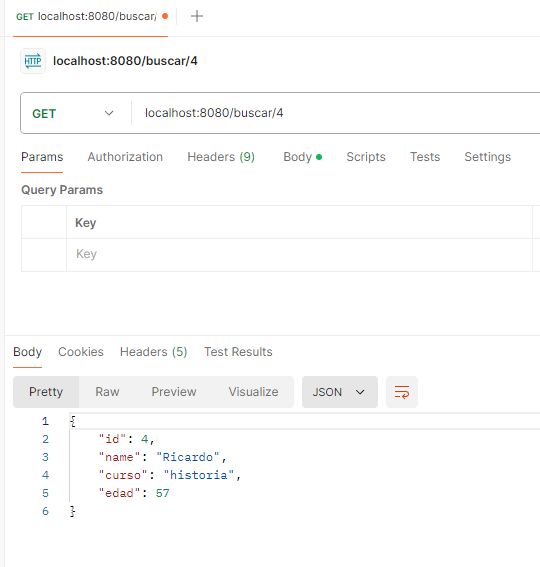 GET localhost:8080/buscar/
HTTP localhost:8080/buscar/4
GET localhost:8080/buscar/4
Params Authorization Headers (9) Body Scripts Tests Settings
Query Params
Key
Key
Body Cookies Headers (5) Test Results
Pretty Raw Preview Visualize JSON
1 {
2 "id": 4,
3 "name": "Ricardo",
4 "curso": "historia",
5 "edad": 57
6 }